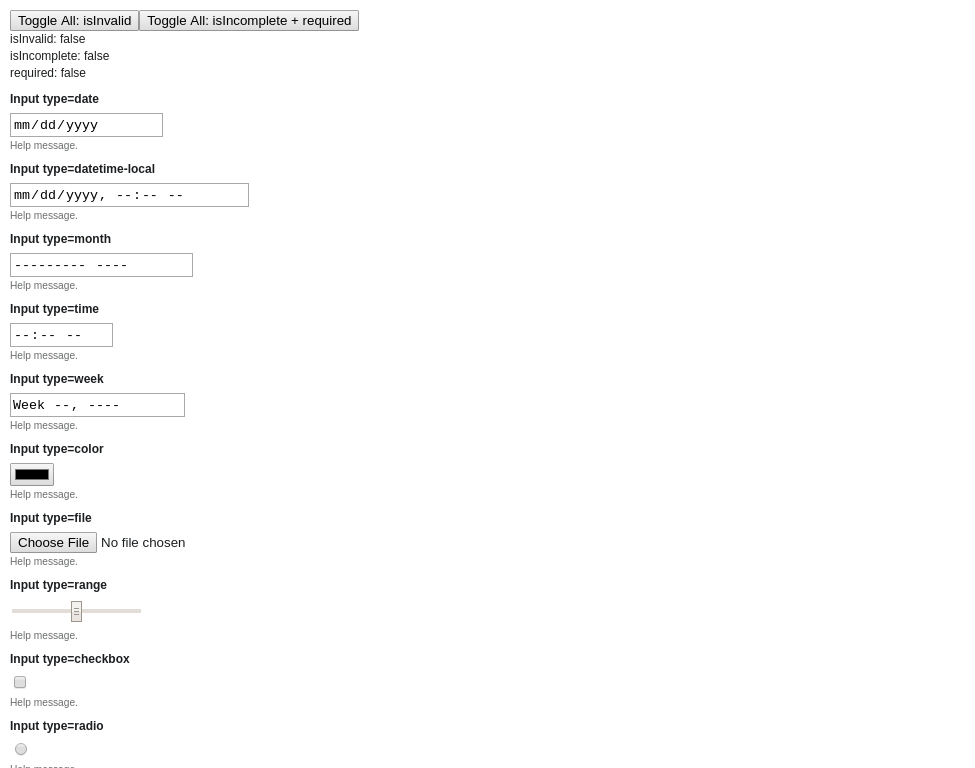 Toggle All: isInvalid Toggle All: isIncomplete + required
isInvalid: false
isIncomplete: false
required: false
Input type=date
mm/dd/yyyy
Help message.
Input type=datetime-local
mm/dd/yyyy, --:-- --
Help message.
Input type=month
--------- ----
Help message.
Input type=time
--:-- --
Help message.
Input type=week
Week --, ----
Help message.
Input type=color
Help message.
Input type=file
Choose File No file chosen
Help message.
Input type=range
Help message.
Input type=checkbox
Help message.
Input type=radio